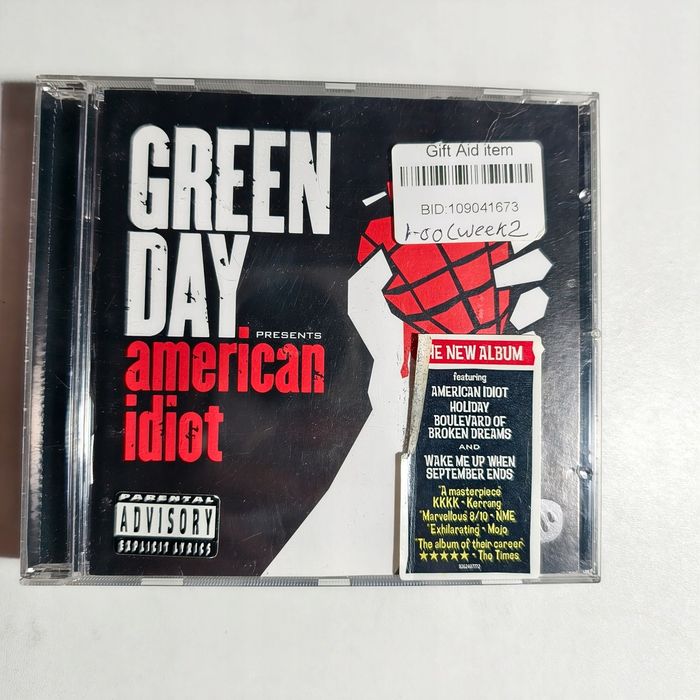 GREEN
DAY
PRESENTS
american
idiot
PARENTAL
ADVISORY
EXPLICIT LYRICS
Gift Aid item
BID:109041673
1-00 (week2
THE NEW ALBUM
featuring
AMERICAN IDIOT
HOLIDAY
BOULEVARD OF
BROKEN DREAMS
AND
WAKE ME UP WHEN
SEPTEMBER ENDS
"A masterpiece"
KKKK - Kerrang
"Marvellous" 8/10 - NME
"Exhilarating" - Mojo
"The album of their career"
★★★★★ - The Times